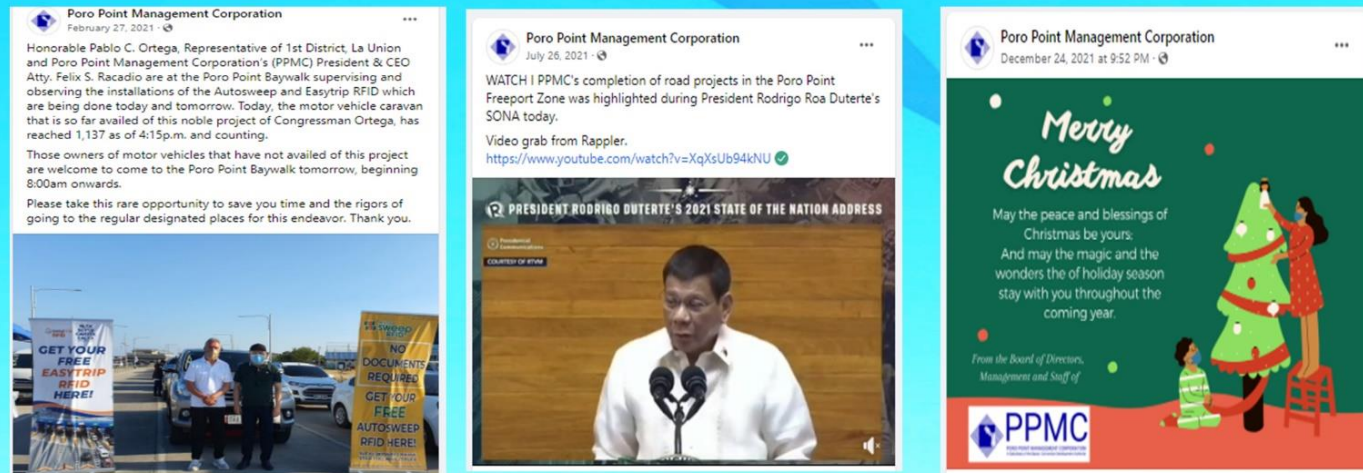 Poro Point Management Corporation
February 27, 2021
Honorable Pablo C. Ortega, Representative of 1st District, La Union
and Poro Point Management Corporation's (PPMC) President & CEO
Atty. Felix S. Racadio are at the Poro Point Baywalk supervising and
observing the installations of the Autosweep and Easytrip RFID which
are being done today and tomorrow. Today, the motor vehicle caravan
that is so far availed of this noble project of Congressman Ortega, has
reached 1,137 as of 4:15p.m. and counting.
Those owners of motor vehicles that have not availed of this project
are welcome to come to the Poro Point Baywalk tomorrow, beginning
8:00am onwards.
Please take this rare opportunity to save you time and the rigors of
going to the regular designated places for this endeavor. Thank you.
GET YOUR
FREE
EASYTRIP
RFID
HERE!
SWEEP
RFID
NO
DOCUMENTS
REQUIRED
GET YOUR
FREE
AUTOSWEEP
RFID HERE!
Poro Point Management Corporation
July 26, 2021
WATCH I PPMC's completion of road projects in the Poro Point
Freeport Zone was highlighted during President Rodrigo Roa Duterte's
SONA today.
Video grab from Rappler.
https://www.youtube.com/watch?v=XqXsUb94kNU
PRESIDENT RODRIGO DUTERTE'S 2021 STATE OF THE NATION ADDRESS
Presidential
Communications
COURTESY OF RTVM
Poro Point Management Corporation
December 24, 2021 at 9:52 PM
Merry
Christmas
May the peace and blessings of
Christmas be yours;
And may the magic and the
wonders the of holiday season
stay with you throughout the
coming year.
From the Board of Directors,
Management and Staff of
PPMC
PORO POINT MANAGEMENT CORPORATION